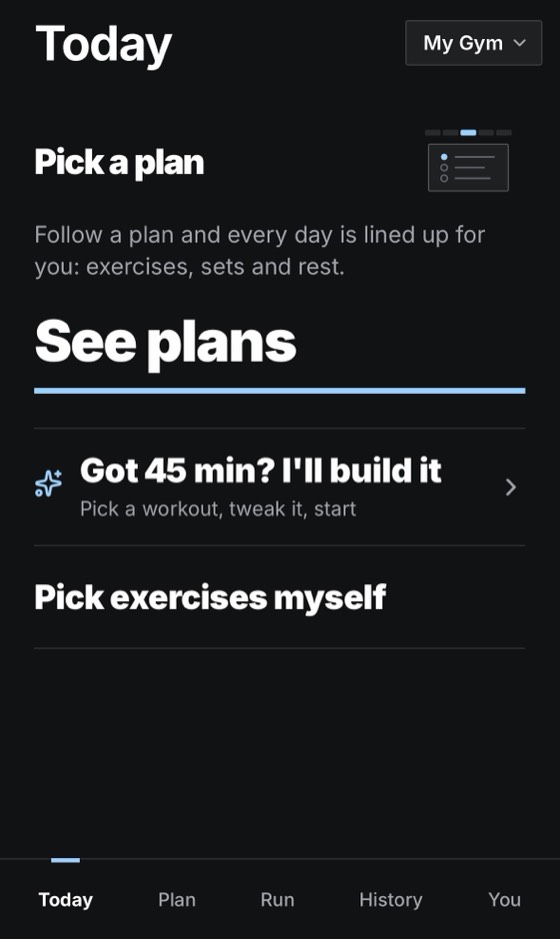 Today
My Gym
Pick a plan
Follow a plan and every day is lined up for
you: exercises, sets and rest.
See plans
Got 45 min? I'll build it
Pick a workout, tweak it, start
Pick exercises myself
Today
Plan
Run
History
You